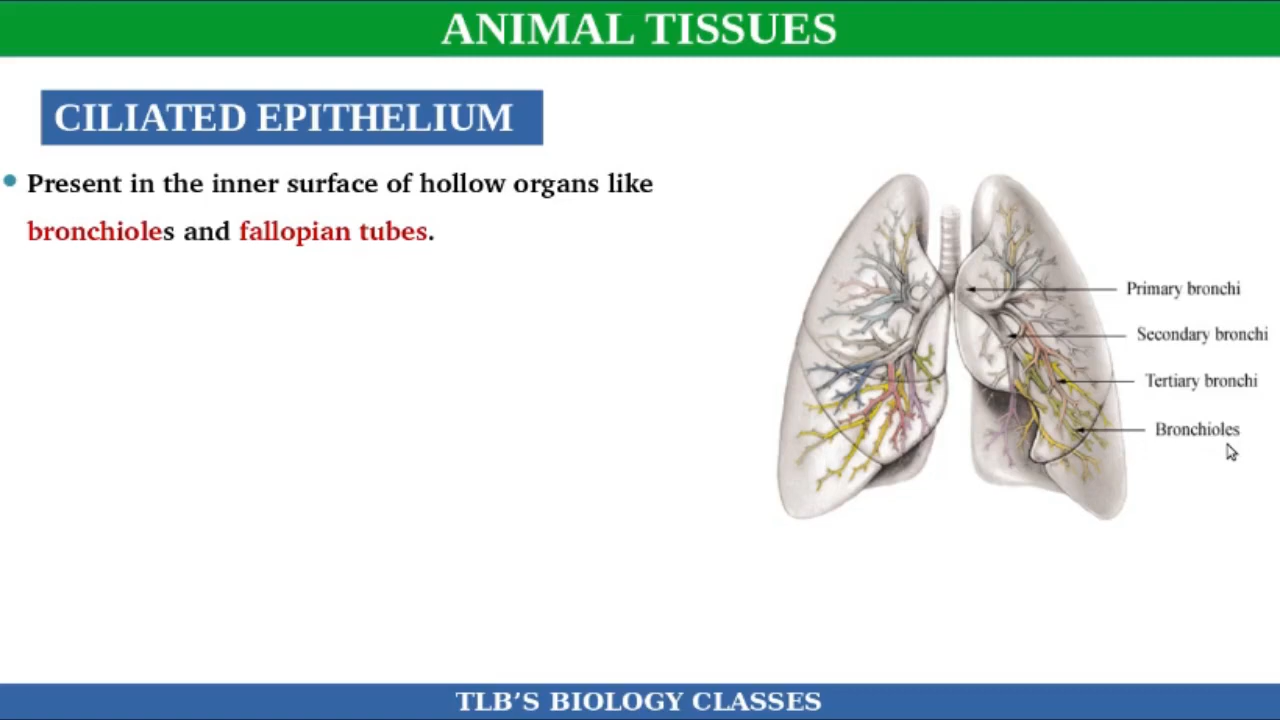 ANIMAL TISSUES
CILIATED EPITHELIUM
Present in the inner surface of hollow organs like
bronchioles and fallopian tubes.
Primary bronchi
Secondary bronchi
Tertiary bronchi
Bronchioles
TLB'S BIOLOGY CLASSES